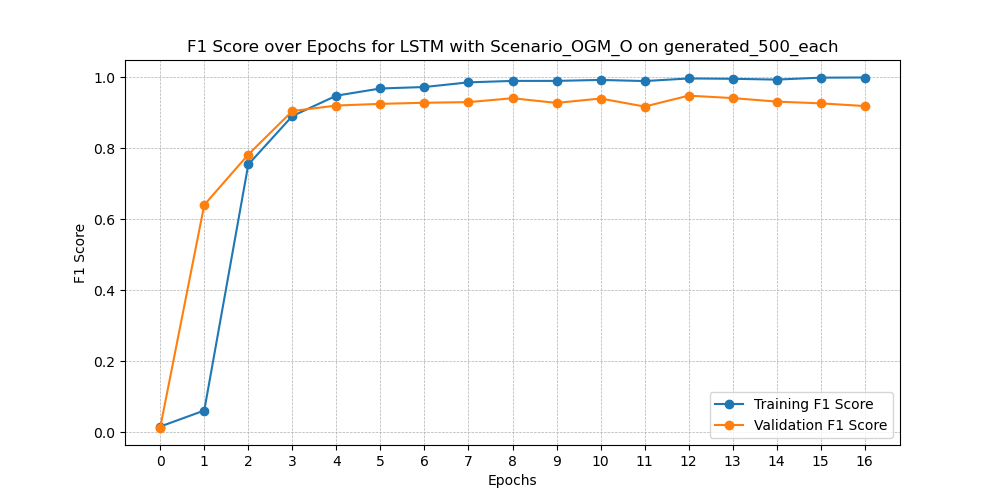 F1 Score over Epochs for LSTM with Scenario_OGM_O on generated_500_each
1.0
0.8
0.6
0.4
0.2
0.0
F1 Score
0 1 2 3 4 5 6 7 8 9 10 11 12 13 14 15 16
Epochs
Training F1 Score
Validation F1 Score